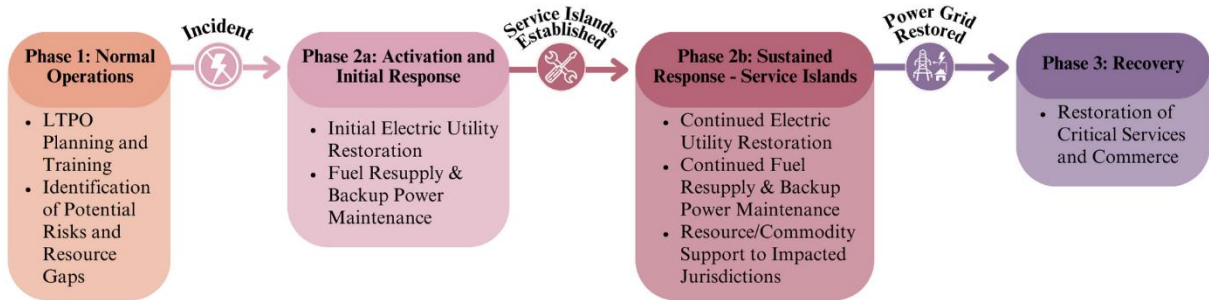 Phase 1: Normal
Operations
• LTPO
Planning and
Training
• Identification
of Potential
Risks and
Resource
Gaps
Incident
Phase 2a: Activation and
Initial Response
• Initial Electric Utility
Restoration
• Fuel Resupply &
Backup Power
Maintenance
Service Islands
Established
Phase 2b: Sustained
Response - Service Islands
• Continued Electric
Utility Restoration
• Continued Fuel
Resupply & Backup
Power Maintenance
• Resource/Commodity
Support to Impacted
Jurisdictions
Power Grid
Restored
Phase 3: Recovery
• Restoration of
Critical Services
and Commerce